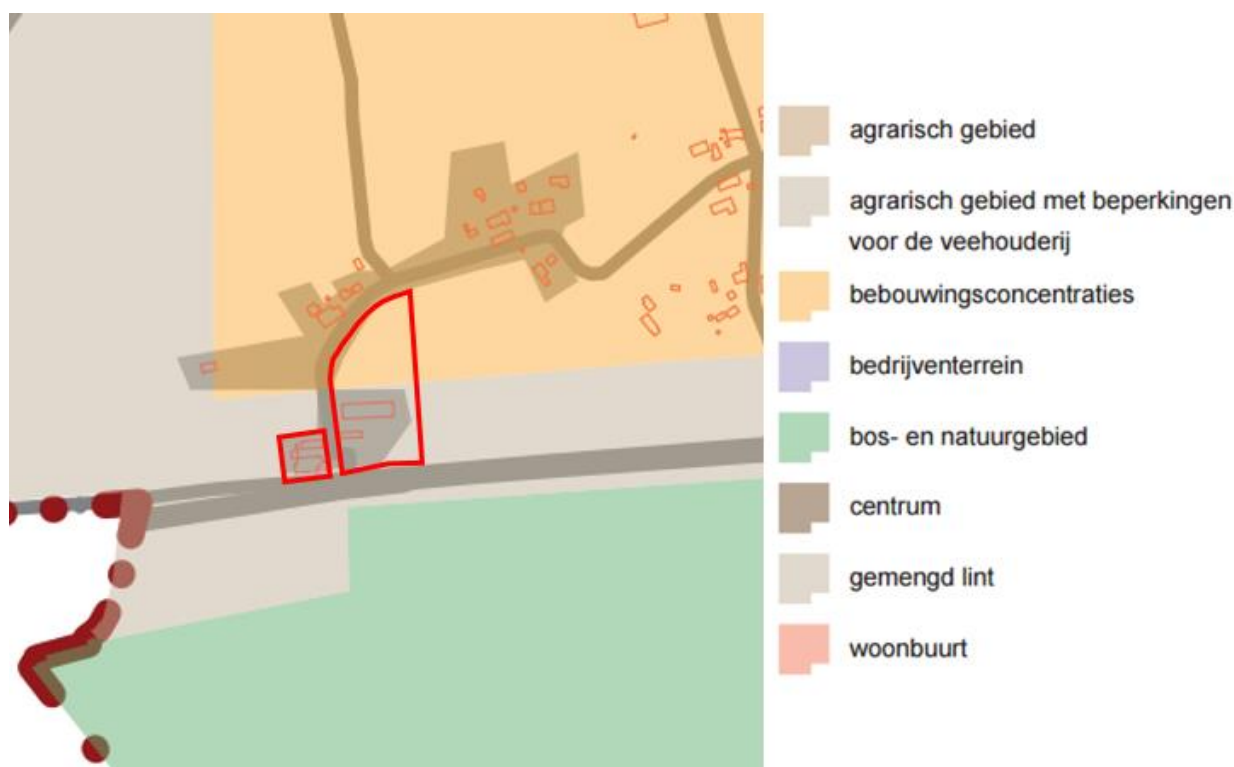 agrarisch gebied
agrarisch gebied met beperkingen
voor de veehouderij
bebouwingsconcentraties
bedrijventerrein
bos- en natuurgebied
centrum
gemengd lint
woonbuurt